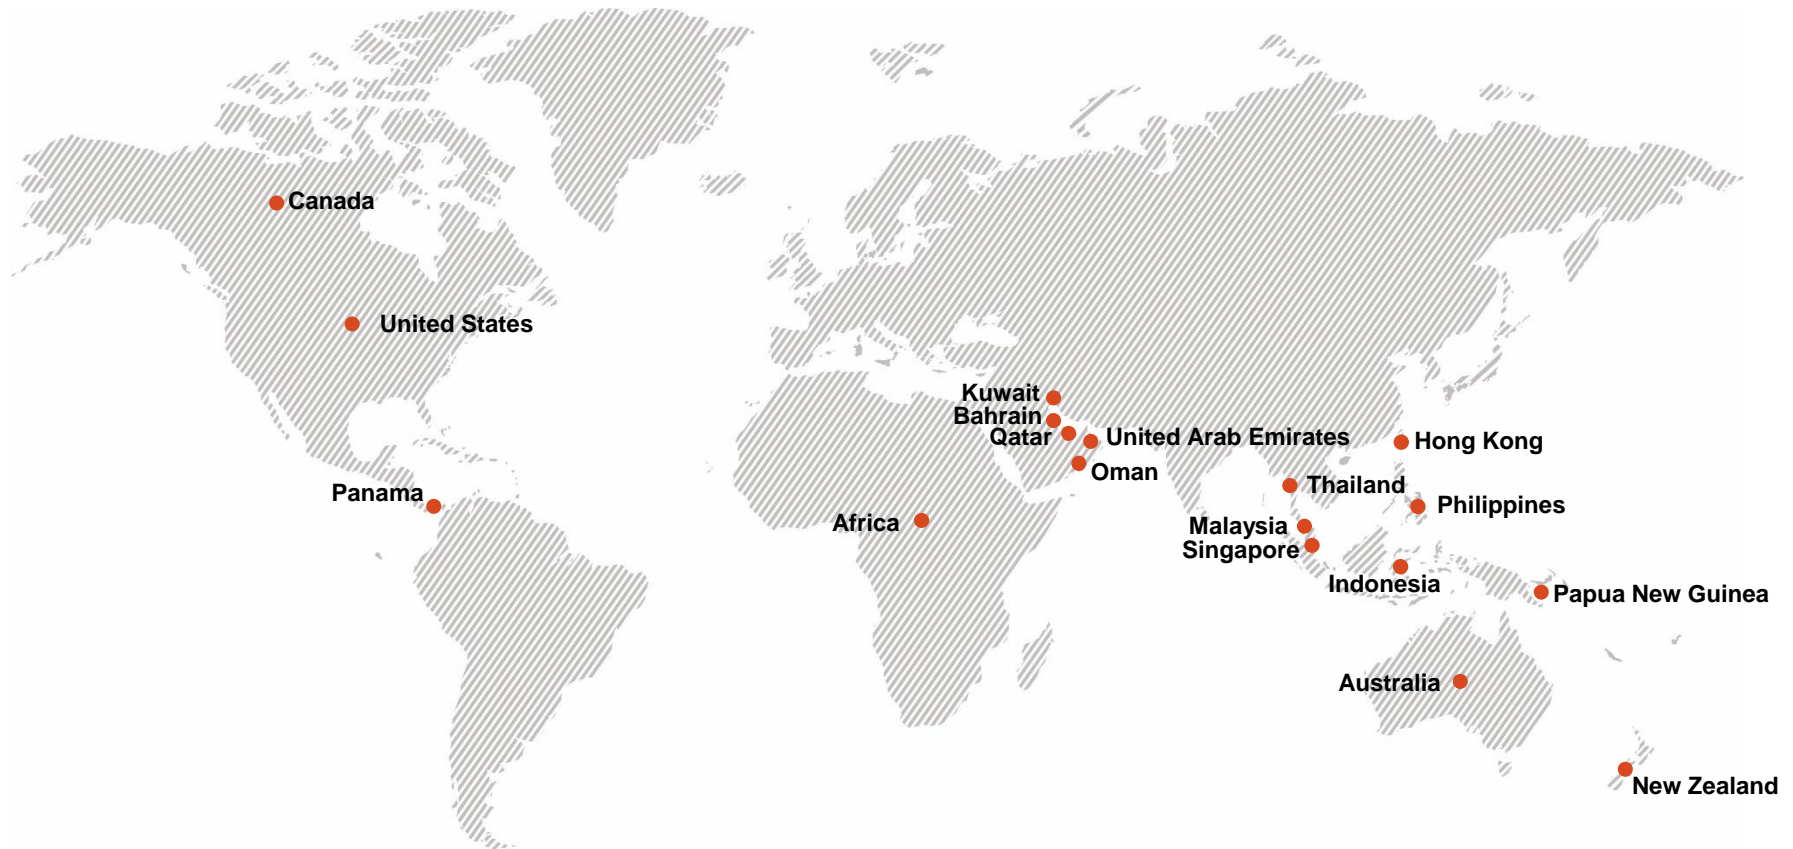 Canada
United States
Kuwait
Bahrain
Qatar
United Arab Emirates
Hong Kong
Oman
Thailand
Panama
Philippines
Africa
Malaysia
Singapore
Indonesia
Papua New Guinea
Australia
New Zealand